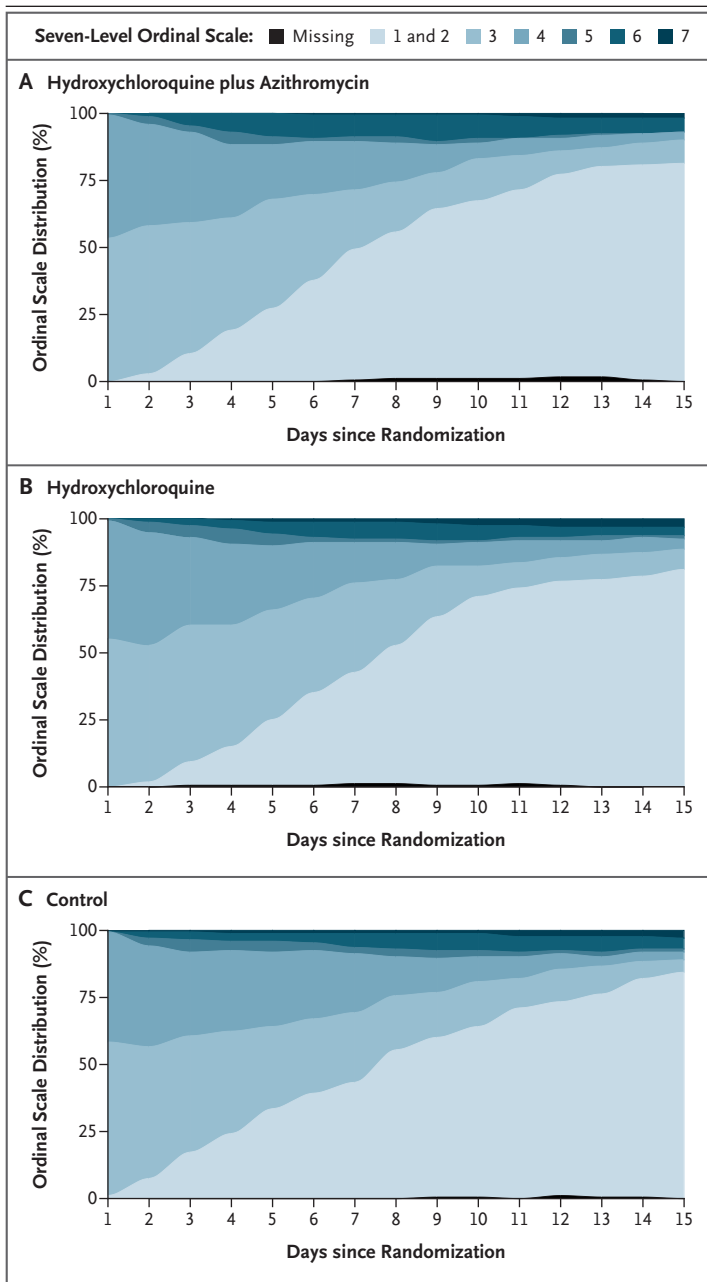 Seven-Level Ordinal Scale: Missing 1 and 2 3 4 5 6 7
A Hydroxychloroquine plus Azithromycin
Ordinal Scale Distribution (%)
100
75
50
25
0
1 2 3 4 5 6 7 8 9 10 11 12 13 14 15
Days since Randomization
B Hydroxychloroquine
Ordinal Scale Distribution (%)
100
75
50
25
0
1 2 3 4 5 6 7 8 9 10 11 12 13 14 15
Days since Randomization
C Control
Ordinal Scale Distribution (%)
100
75
50
25
0
1 2 3 4 5 6 7 8 9 10 11 12 13 14 15
Days since Randomization